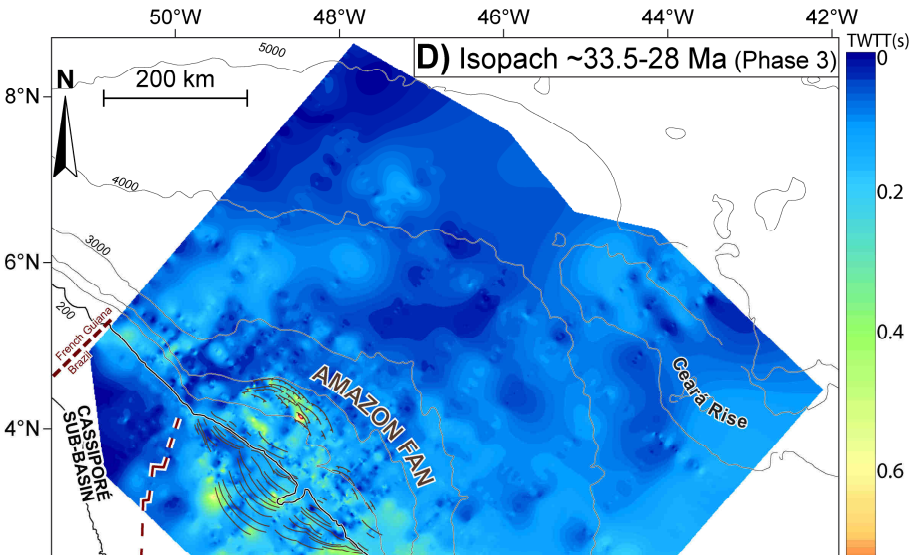 50°W
48°W
46°W
44°W
42°W
TWTT(s)
D) Isopach ~33.5-28 Ma (Phase 3)
5000
0
N
200 km
8°N
4000
0.2
3000
6°N
200
French Guiana
Brazil
0.4
AMAZON FAN
Ceará Rise
CASSIPORÉ
SUB-BASIN
4°N
0.6